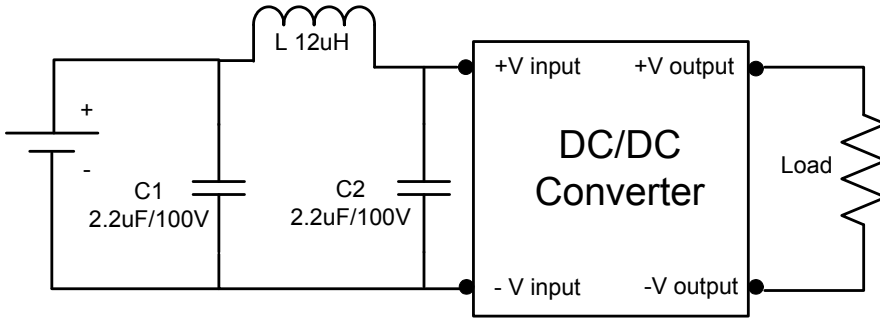 L 12uH
+V input
+V output
+
-
C1
2.2uF/100V
C2
2.2uF/100V
DC/DC
Converter
Load
- V input
-V output